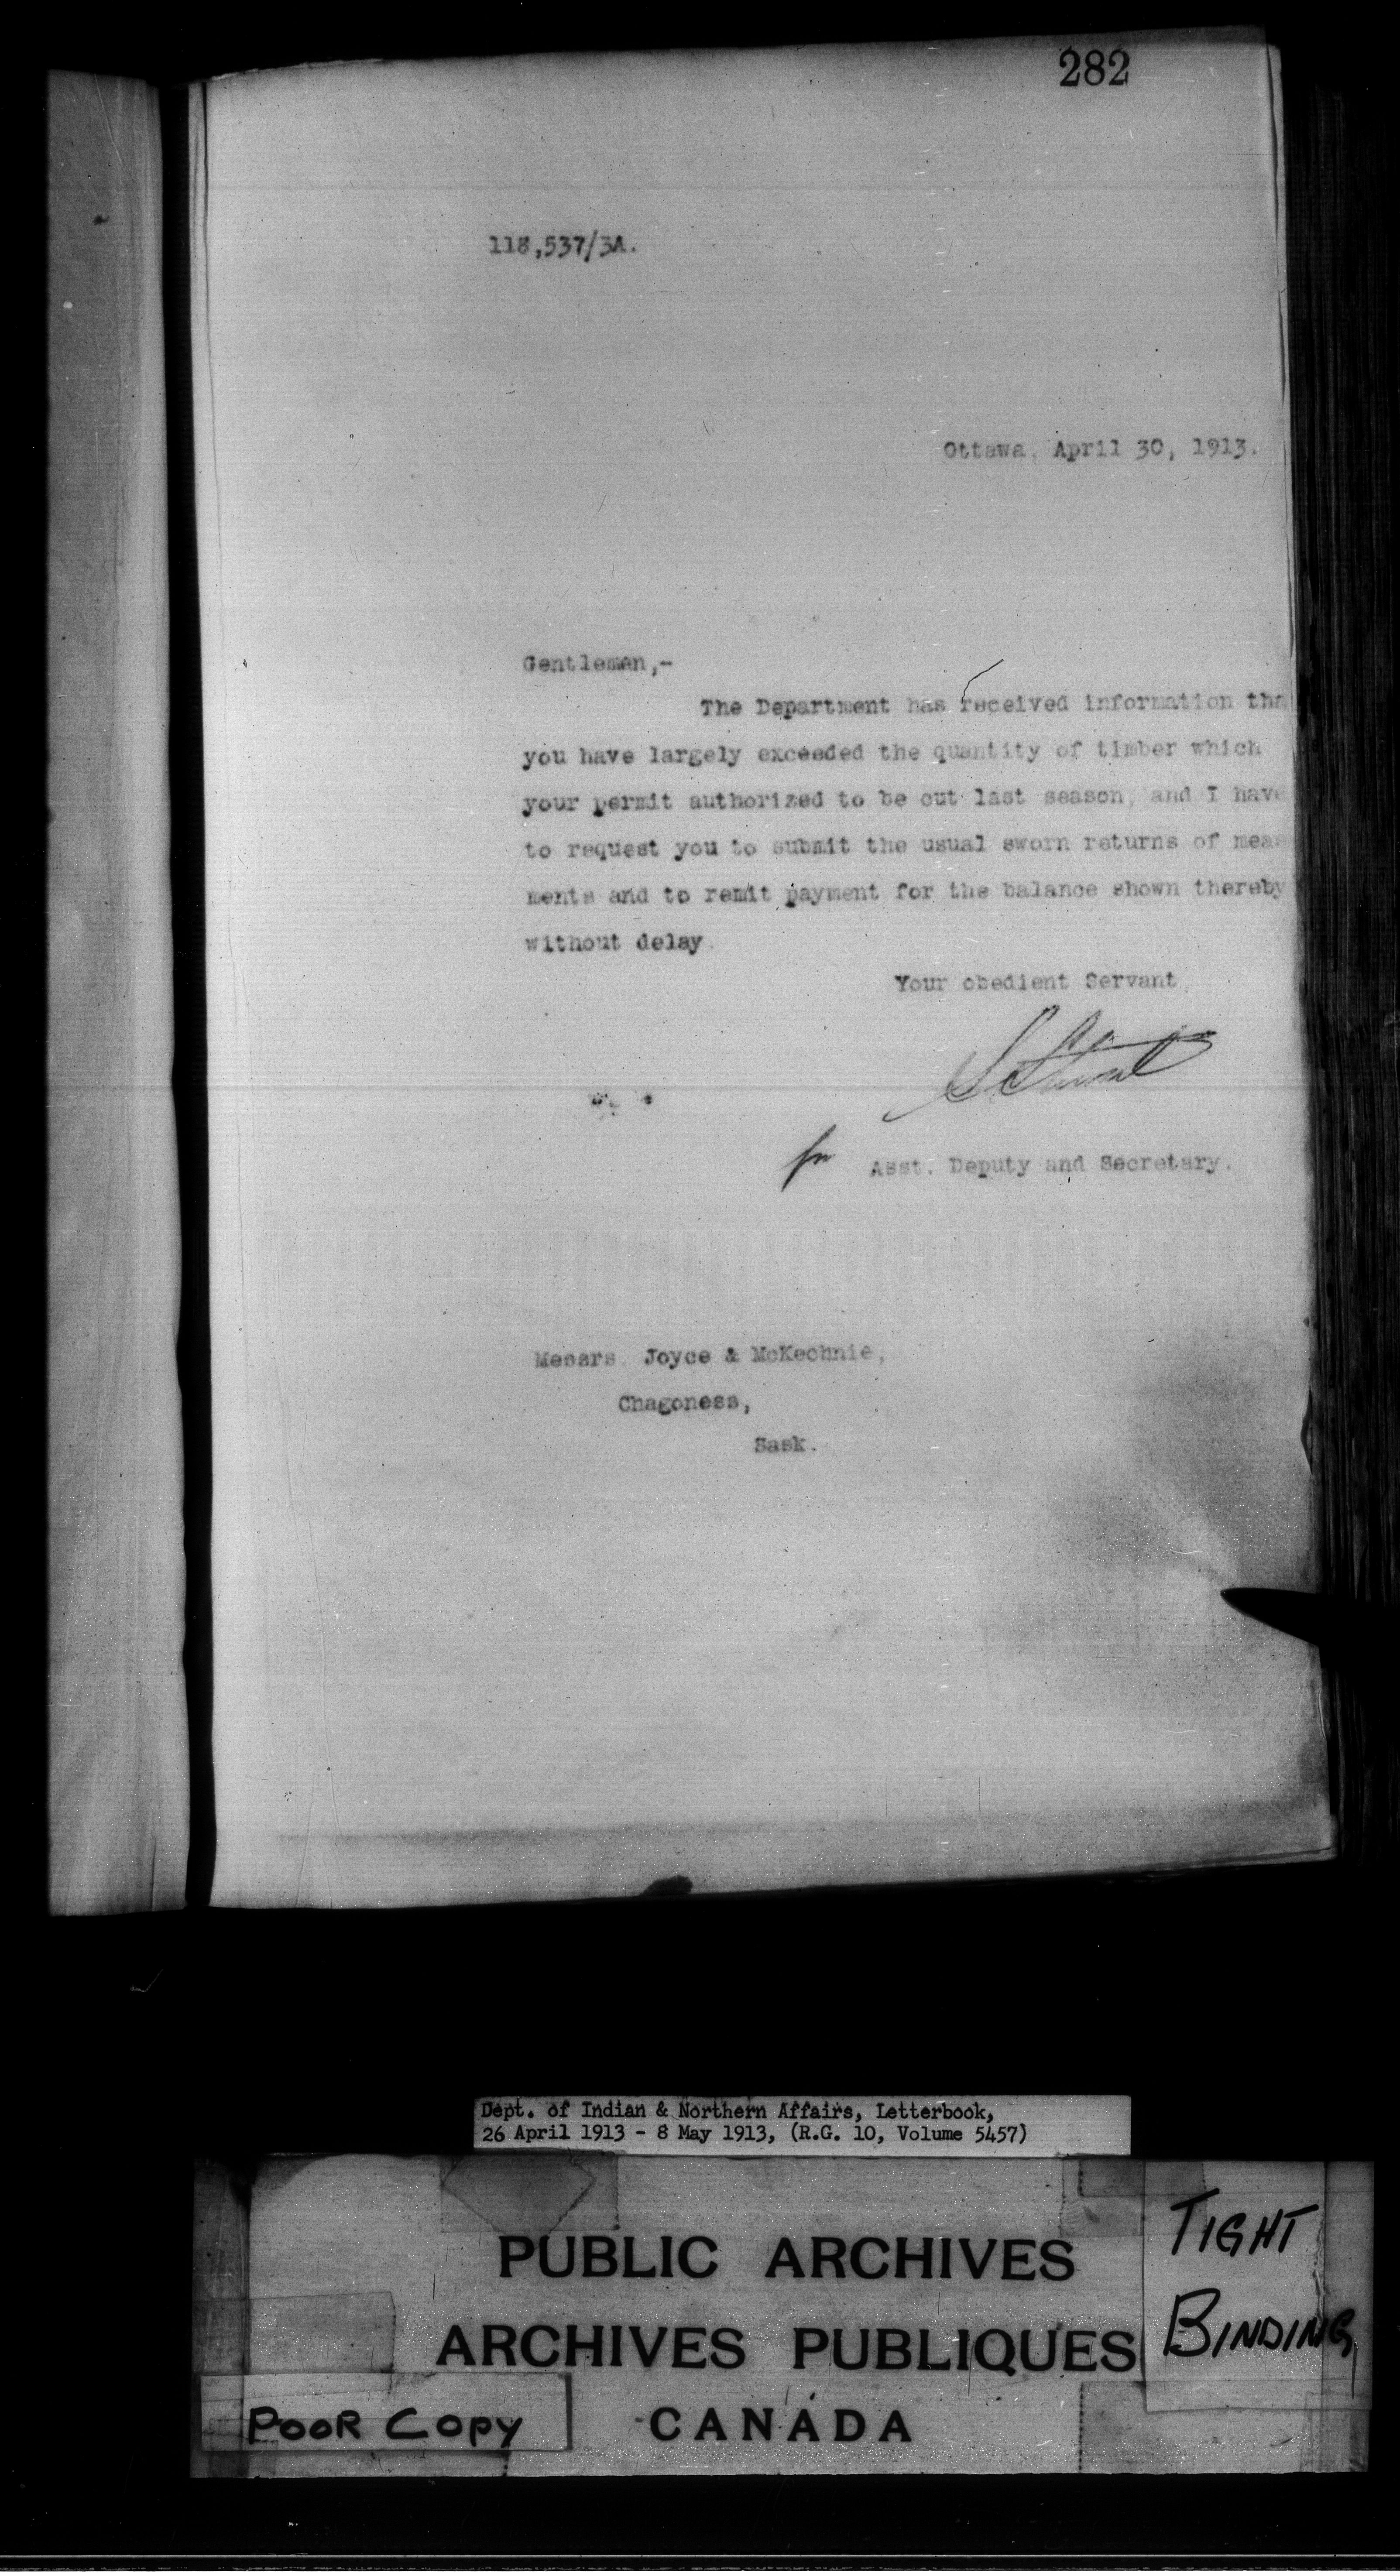 282
118,537/3A.
Ottawa, April 30, 1913.
Gentlemen,-
The Department has received information tha
you have largely exceeded the quantity of timber which
your permit authorized to be cut last season, and I have
to request you to submit the usual sworn returns of meas
ments and to remit payment for the balance shown thereby
without delay.
Your obedient Servant,
for Asst. Deputy and Secretary.
Messrs. Joyce & McKechnie,
Chagoness,
Sask.
Dept. of Indian & Northern Affairs, Letterbook,
26 April 1913 - 8 May 1913, (R.G. 10, Volume 5457)
PUBLIC ARCHIVES
ARCHIVES PUBLIQUES
CANADA
TIGHT
BINDING
POOR COPY